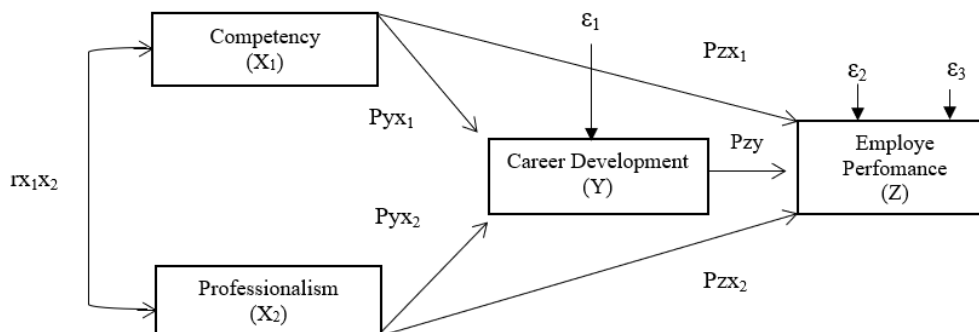 Competency
(X₁)
ε₁
Pzx₁
ε₂
ε₃
Pyx₁
Career Development
(Y)
Pzy
Employe
Perfomance
(Z)
rx₁x₂
Pyx₂
Professionalism
(X₂)
Pzx₂